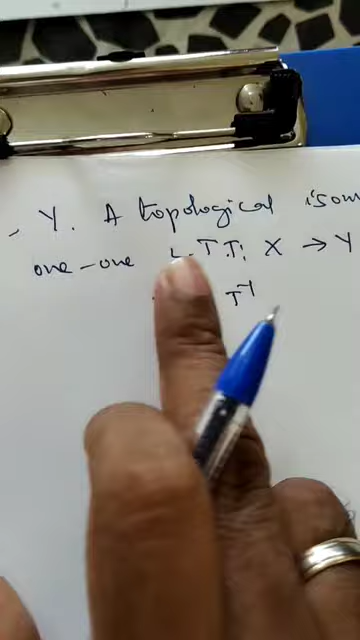 - Y. A topological isom
one-one L.T T: X → Y
T⁻¹